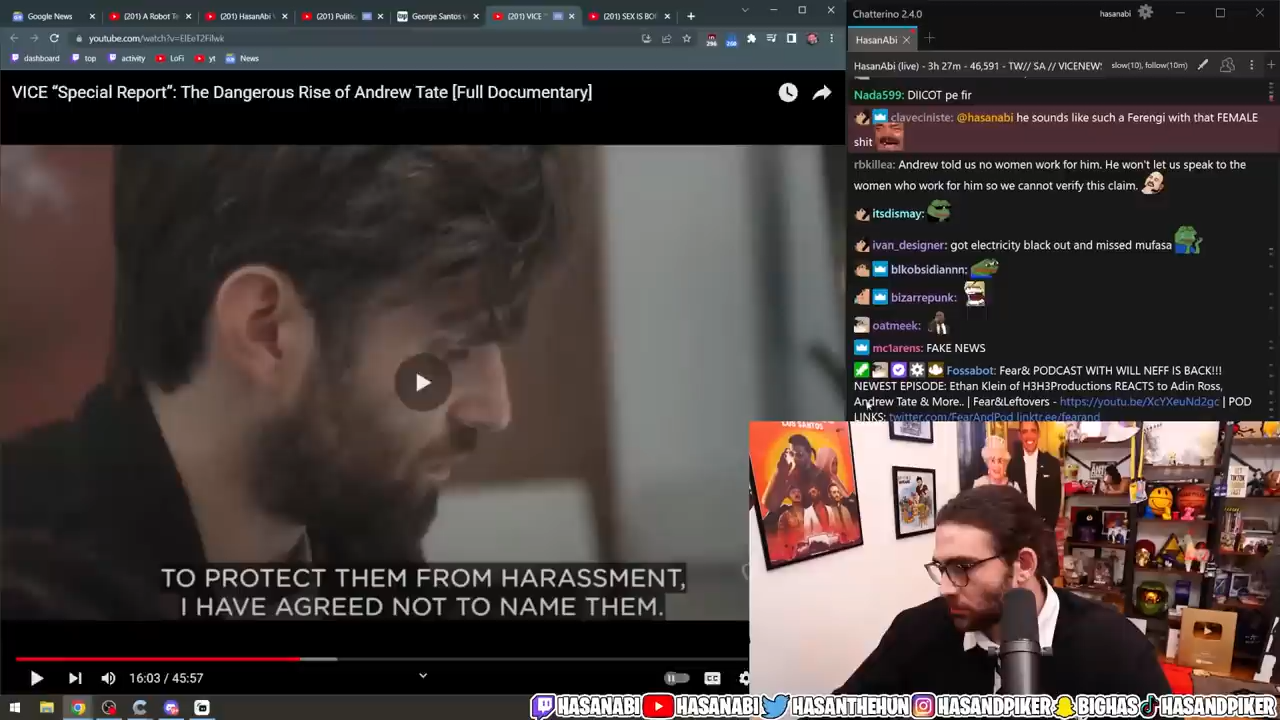 Google News
(201) A Robot Te
(201) HasanAbi V
(201) Politic
George Santos v
(201) VICE "
(201) SEX IS BO
youtube.com/watch?v=
dashboard
top
activity
LoFi
yt
News
VICE “Special Report”: The Dangerous Rise of Andrew Tate [Full Documentary]
TO PROTECT THEM FROM HARASSMENT,
I HAVE AGREED NOT TO NAME THEM.
16:03 / 45:57
CC
Chatterino 2.4.0
hasanabi
HasanAbi
HasanAbi (live) - 3h 27m - 46,591 - TW// SA // VICENEW
slow(10), follow(10m)
Nada599: DIICOT pe fir
claveciniste: @hasanabi he sounds like such a Ferengi with that FEMALE
shit
rbkillea: Andrew told us no women work for him. He won't let us speak to the
women who work for him so we cannot verify this claim.
itsdismay:
ivan_designer: got electricity black out and missed mufasa
blkobsidiannn:
bizarrepunk:
oatmeek:
mc1arens: FAKE NEWS
Fossabot: Fear& PODCAST WITH WILL NEFF IS BACK!!!
NEWEST EPISODE: Ethan Klein of H3H3Productions REACTS to Adin Ross,
Andrew Tate & More.. | Fear&Leftovers - https://youtu.be/XcYXeuNd2gc | POD
LINKS: twitter.com/FearAndPod linktr.ee/fearand
LOS SANTOS
HASANABI
HASANABI
HASANTHEHUN
HASANDPIKER
BIGHAS
HASANDPIKER